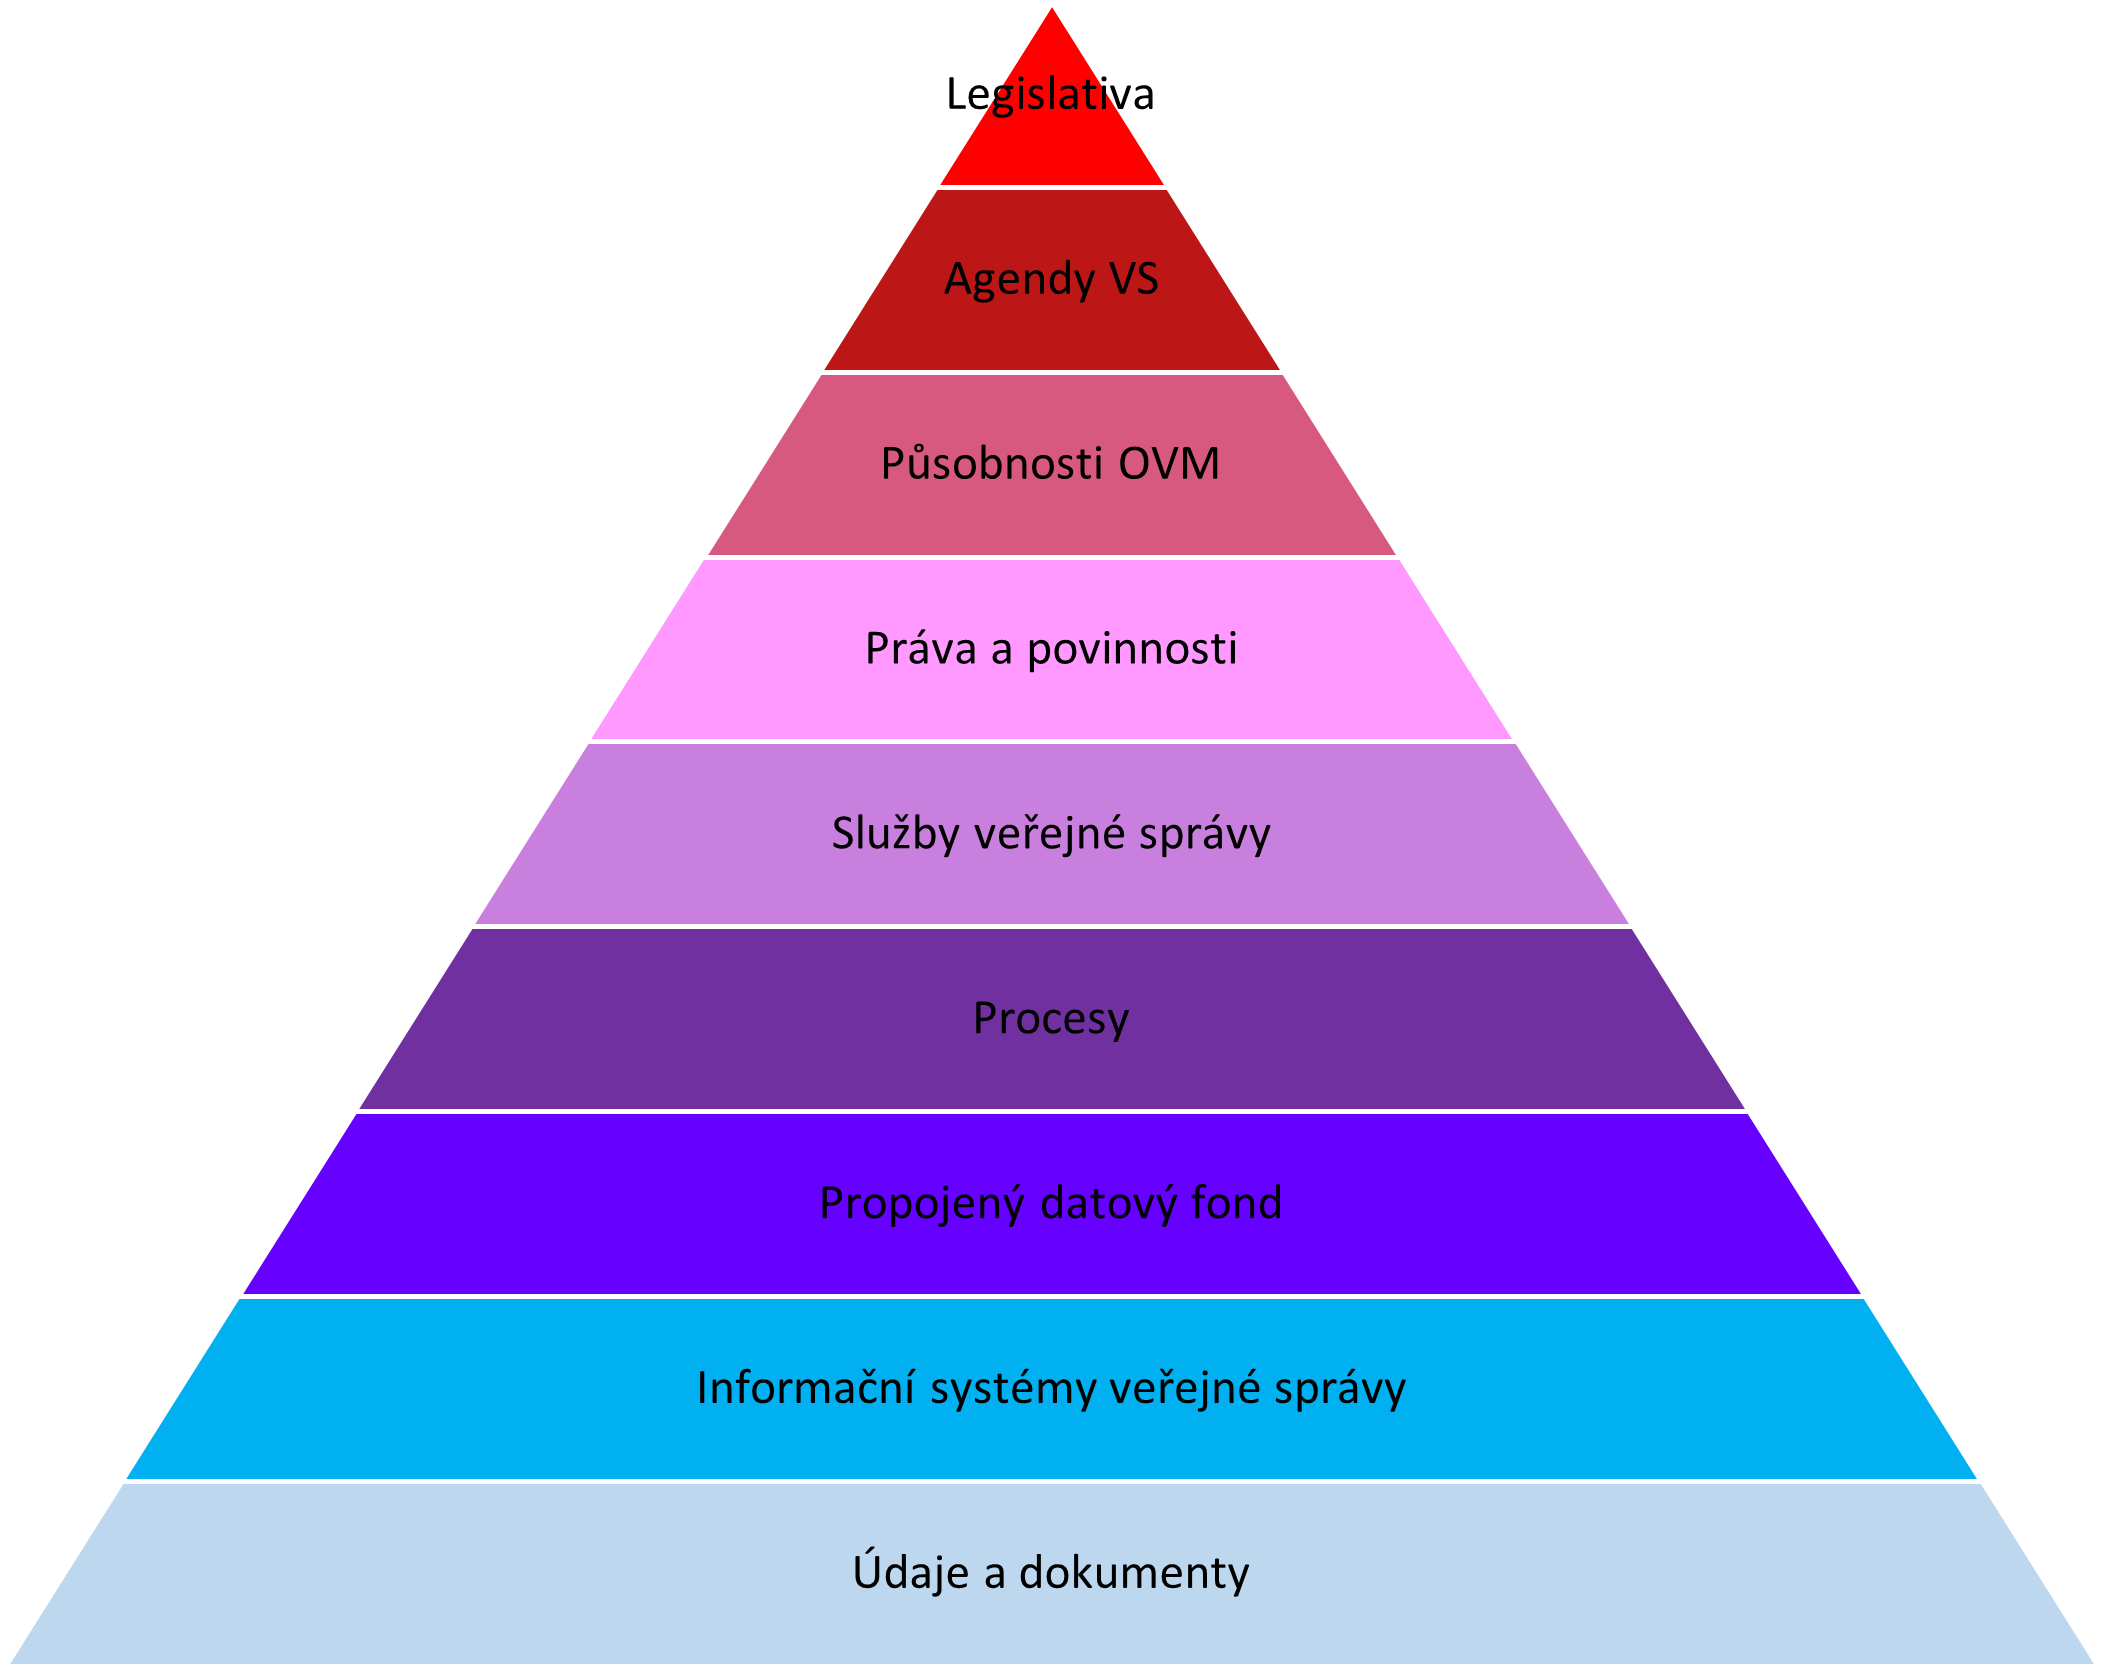 Legislativa
Agendy VS
Působnosti OVM
Práva a povinnosti
Služby veřejné správy
Procesy
Propojený datový fond
Informační systémy veřejné správy
Údaje a dokumenty